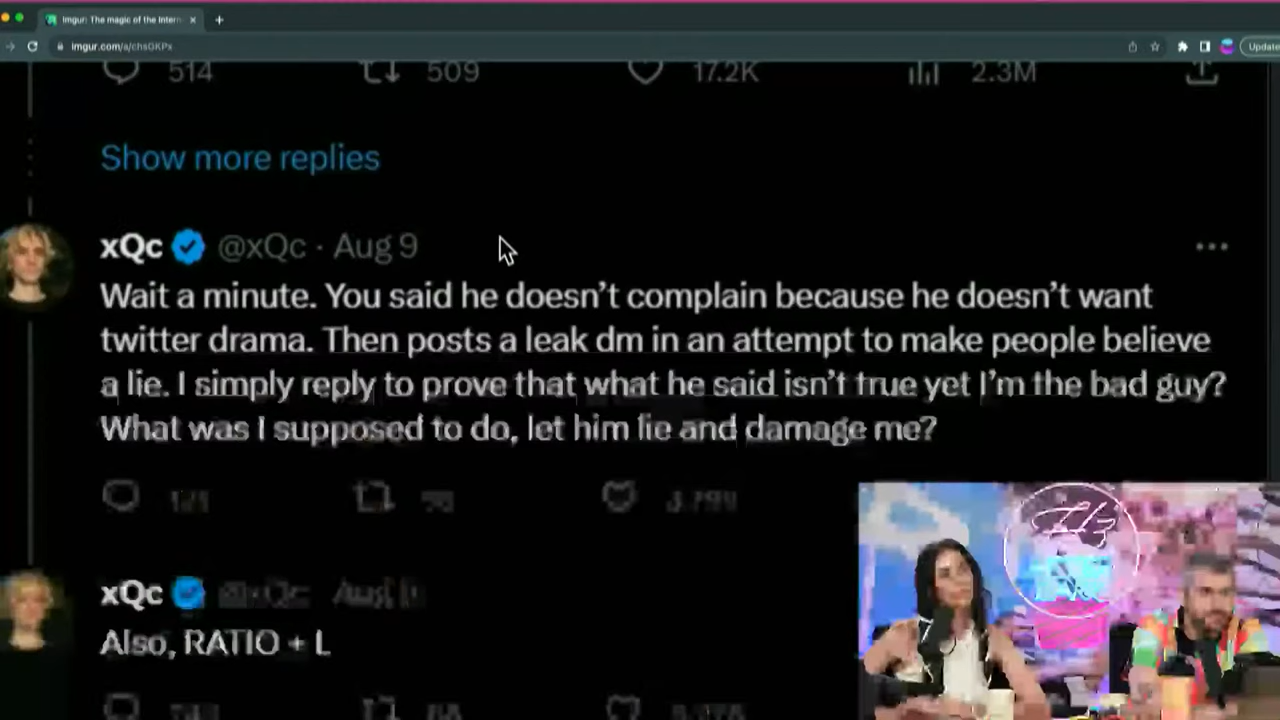 Imgur: The magic of the Intern
imgur.com/a/chsGKPx
Update
514 509 17.2K 2.3M
Show more replies
xQc @xQc · Aug 9
Wait a minute. You said he doesn’t complain because he doesn’t want
twitter drama. Then posts a leak dm in an attempt to make people believe
a lie. I simply reply to prove that what he said isn’t true yet I’m the bad guy?
What was I supposed to do, let him lie and damage me?
xQc @xQc
Also, RATIO + L